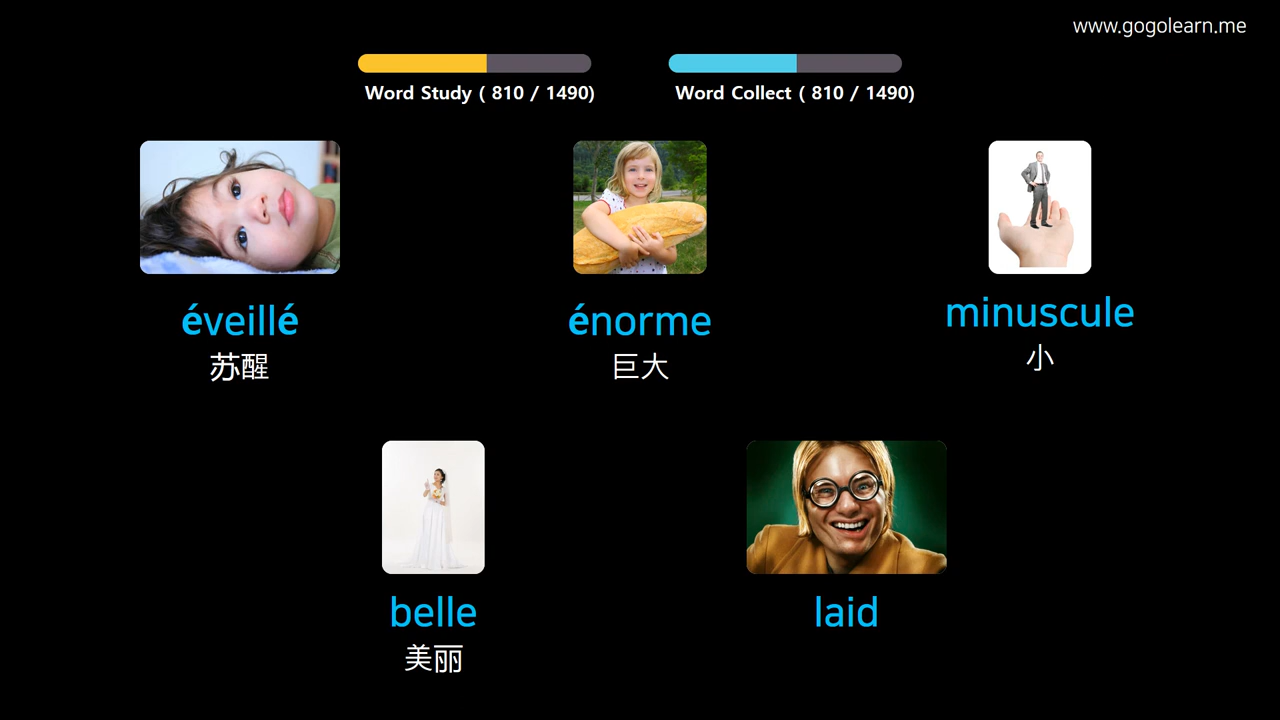 www.gogolearn.me
Word Study ( 810 / 1490)
Word Collect ( 810 / 1490)
éveillé
苏醒
énorme
巨大
minuscule
小
belle
美丽
laid